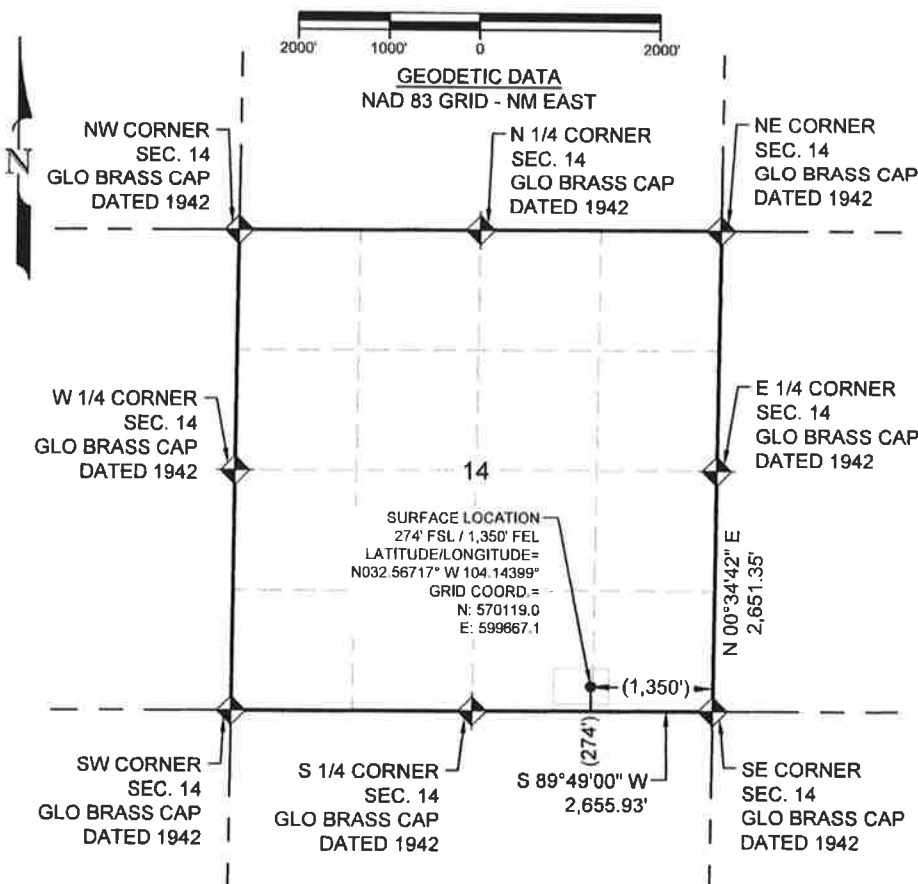 2000' 1000' 0 2000'
GEODETIC DATA
NAD 83 GRID - NM EAST
N
NW CORNER
SEC. 14
GLO BRASS CAP
DATED 1942
N 1/4 CORNER
SEC. 14
GLO BRASS CAP
DATED 1942
NE CORNER
SEC. 14
GLO BRASS CAP
DATED 1942
W 1/4 CORNER
SEC. 14
GLO BRASS CAP
DATED 1942
14
E 1/4 CORNER
SEC. 14
GLO BRASS CAP
DATED 1942
SURFACE LOCATION
274' FSL / 1,350' FEL
LATITUDE/LONGITUDE=
N032.56717° W 104.14399°
GRID COORD.=
N: 570119.0
E: 599667.1
N 00°34'42" E
2,651.35'
(1,350')
(274')
S 89°49'00" W
2,655.93'
SW CORNER
SEC. 14
GLO BRASS CAP
DATED 1942
S 1/4 CORNER
SEC. 14
GLO BRASS CAP
DATED 1942
SE CORNER
SEC. 14
GLO BRASS CAP
DATED 1942